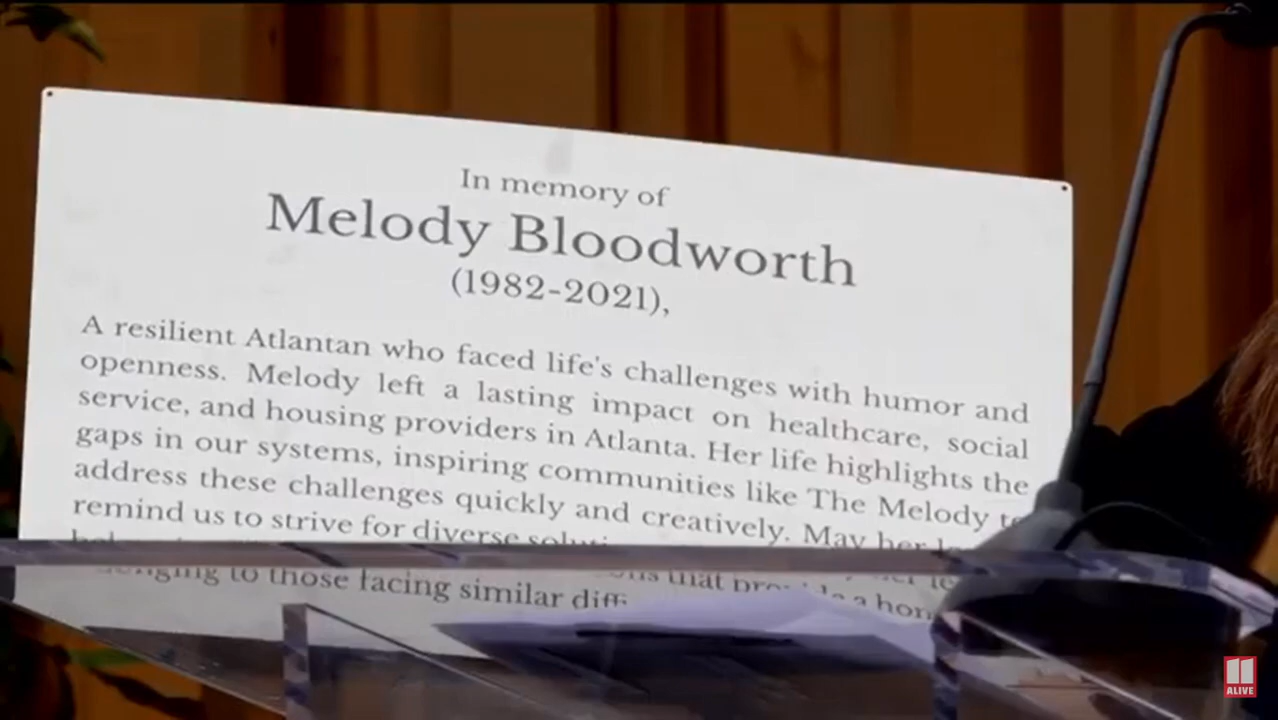 In memory of
Melody Bloodworth
(1982-2021),
A resilient Atlantan who faced life's challenges with humor and
openness. Melody left a lasting impact on healthcare, social
service, and housing providers in Atlanta. Her life highlights the
gaps in our systems, inspiring communities like The Melody to
address these challenges quickly and creatively. May her
remind us to strive for diverse
to those facing similar
11
ALIVE